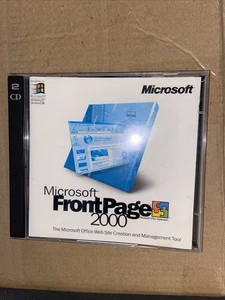 2
CD
Microsoft
Microsoft
FrontPage
2000
The Microsoft Office Web Site Creation and Management Tool